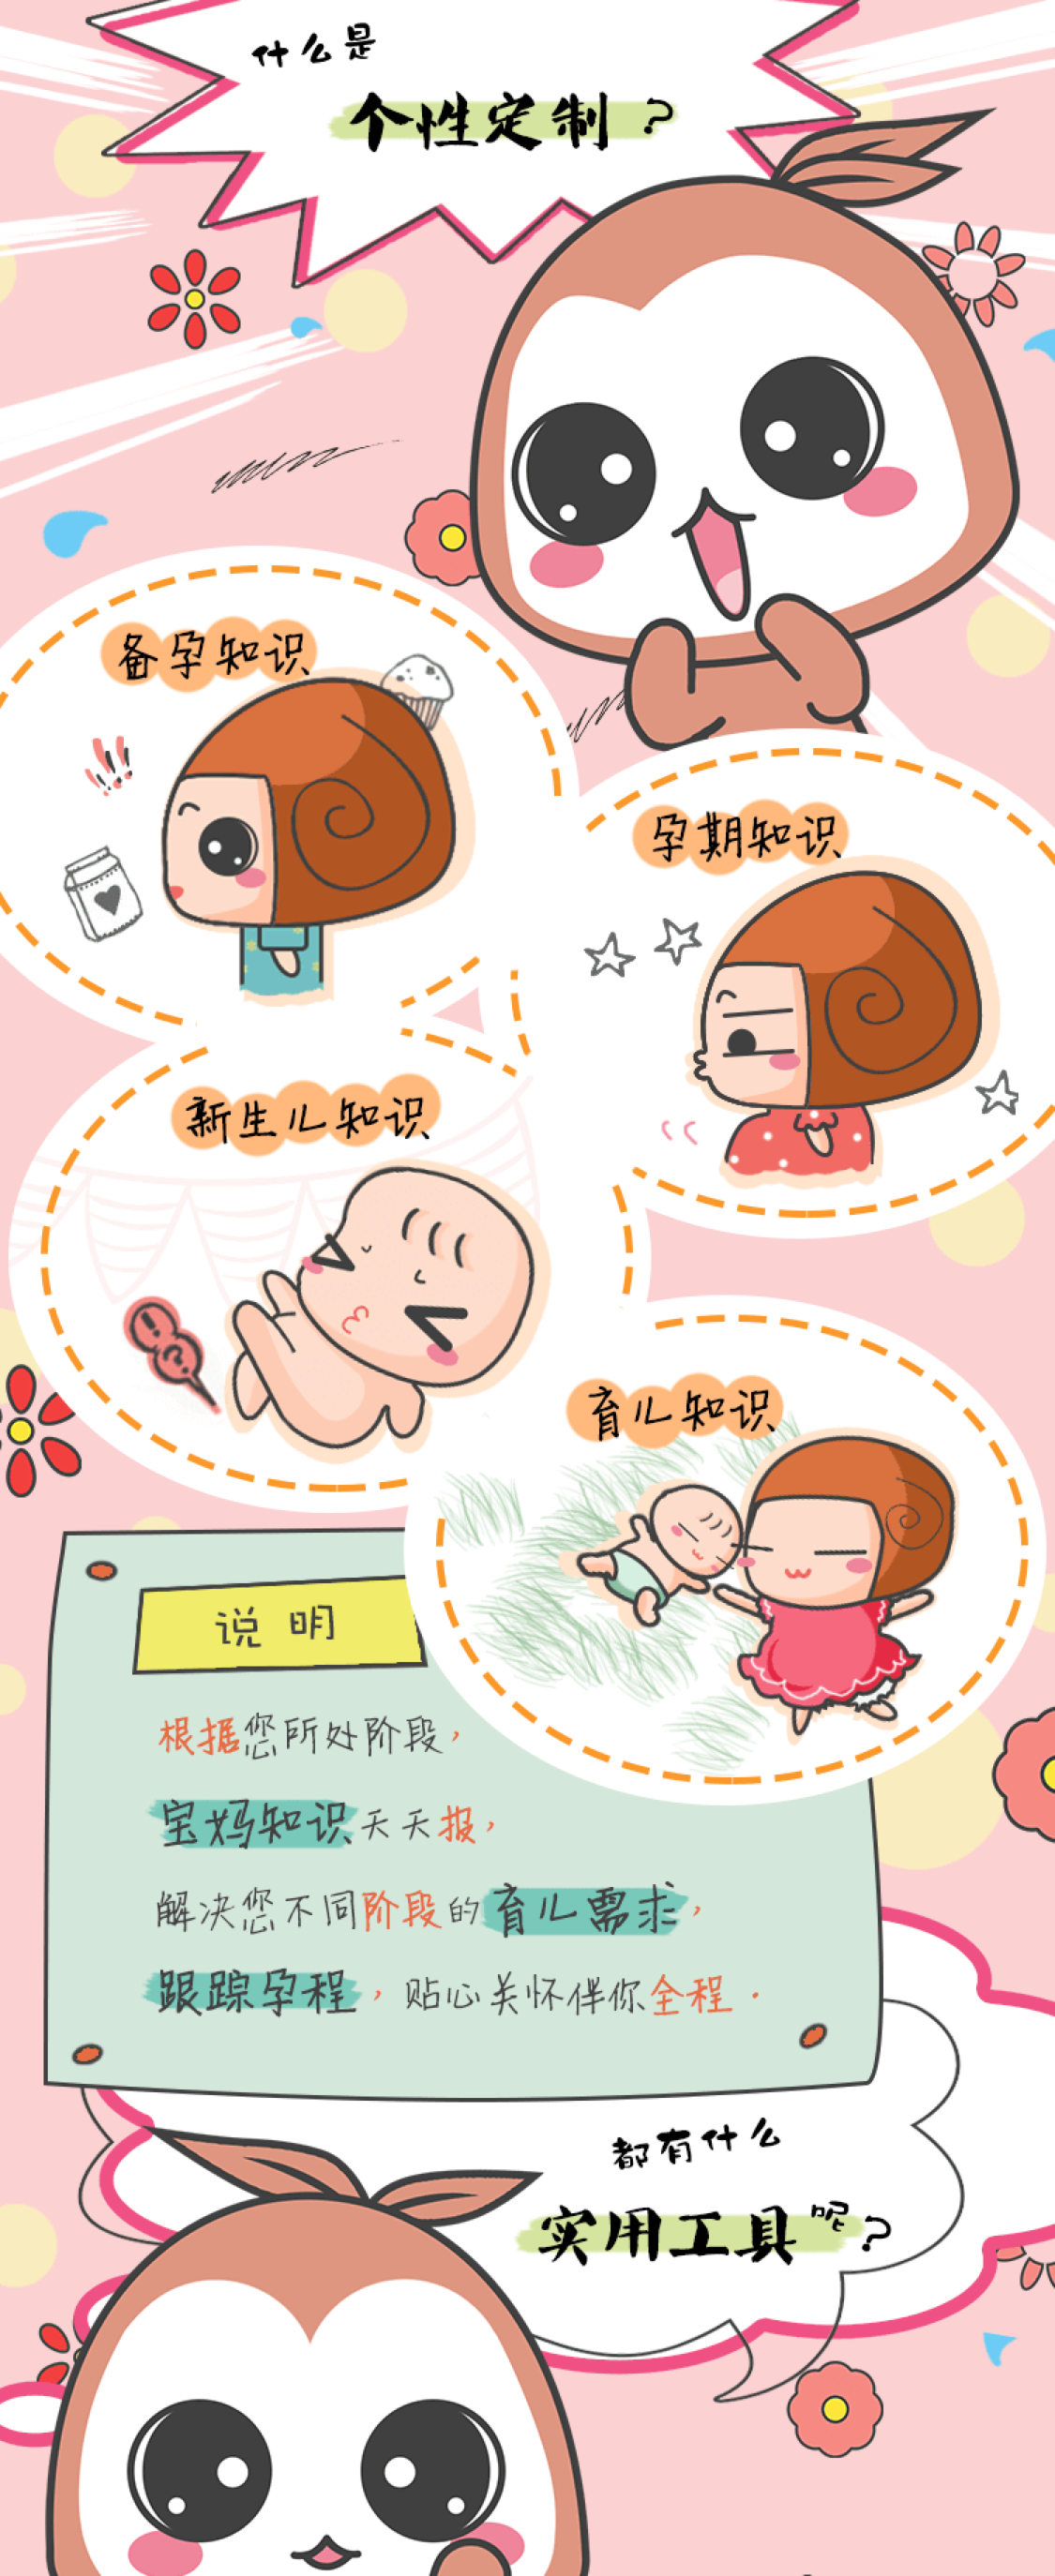 什么是
个性定制？
备孕知识
孕期知识
新生儿知识
!
?
育儿知识
说明
根据您所处阶段，
宝妈知识天天报，
解决您不同阶段的育儿需求，
跟踪孕程，贴心关怀伴你全程.
都有什么
实用工具呢？